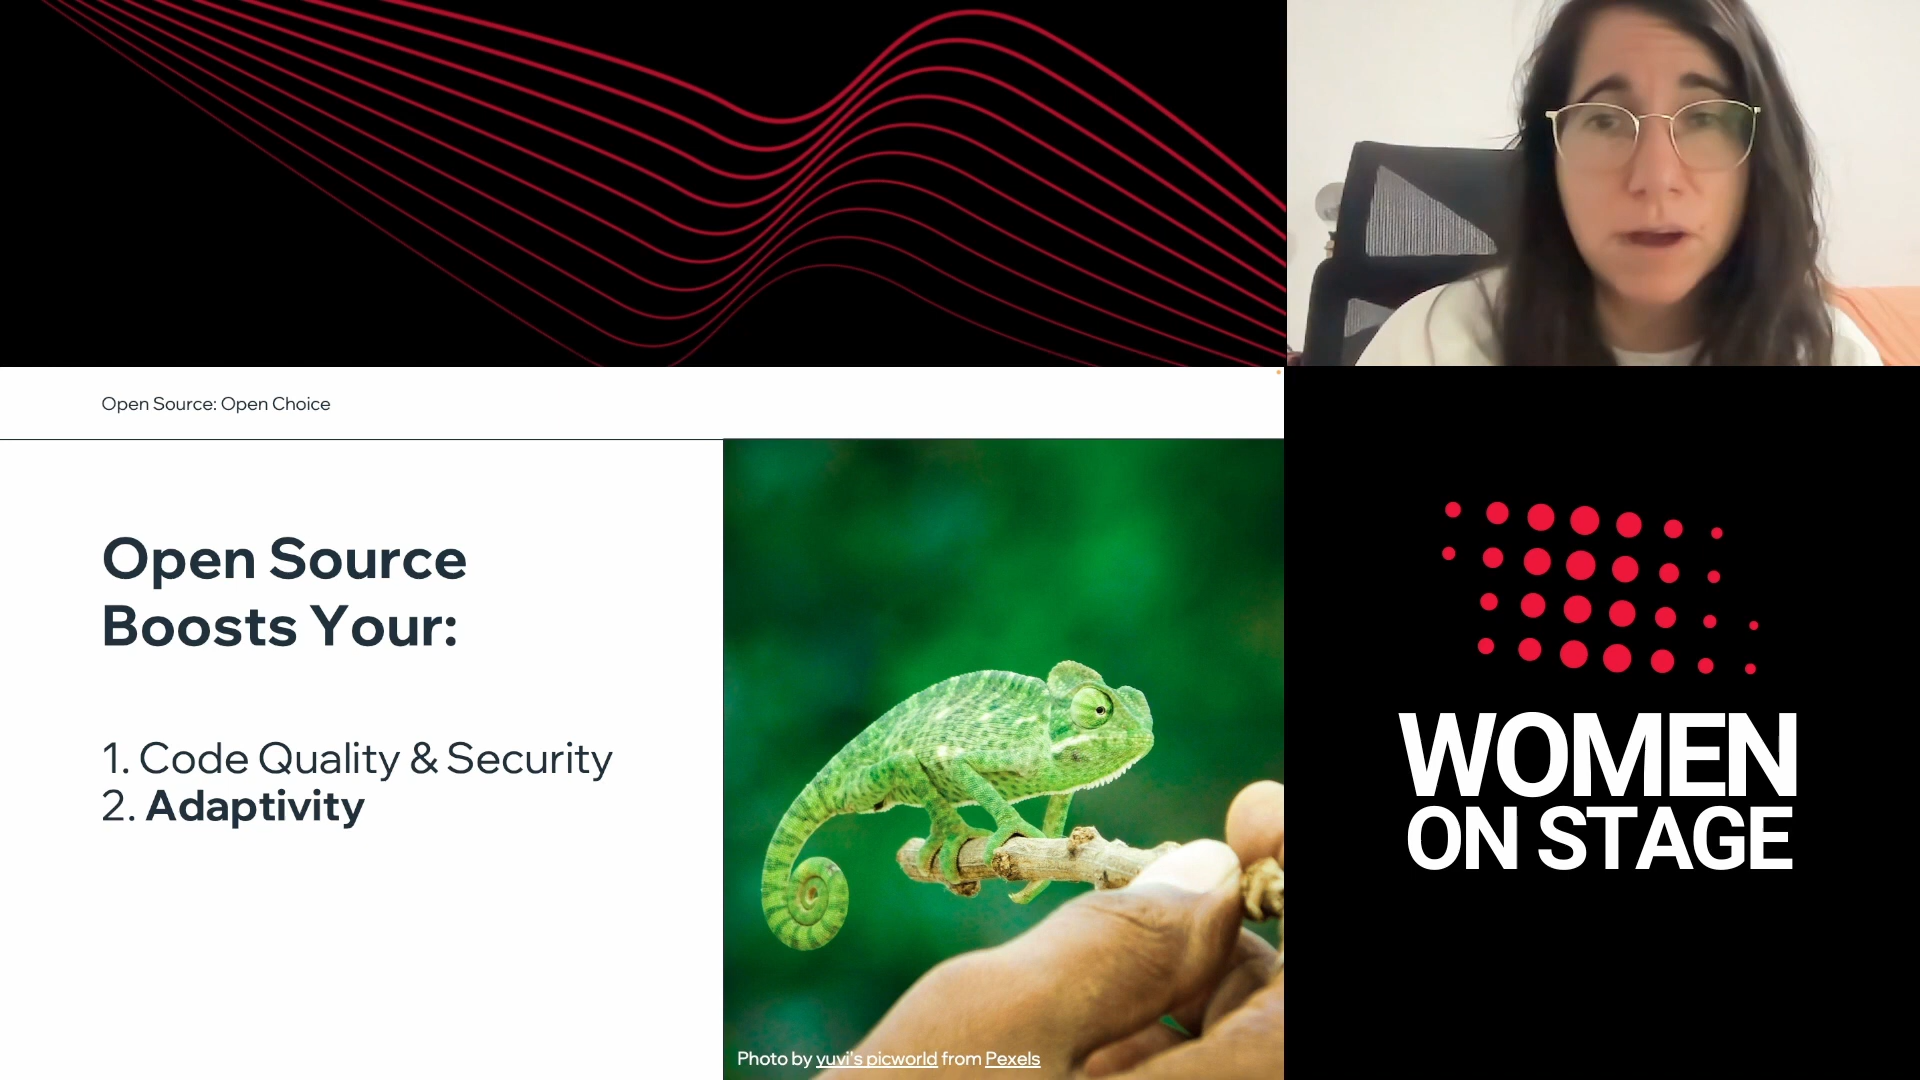 Open Source: Open Choice
Open Source
Boosts Your:
1. Code Quality & Security
2. Adaptivity
Photo by yuvi's picworld from Pexels
WOMEN
ON STAGE